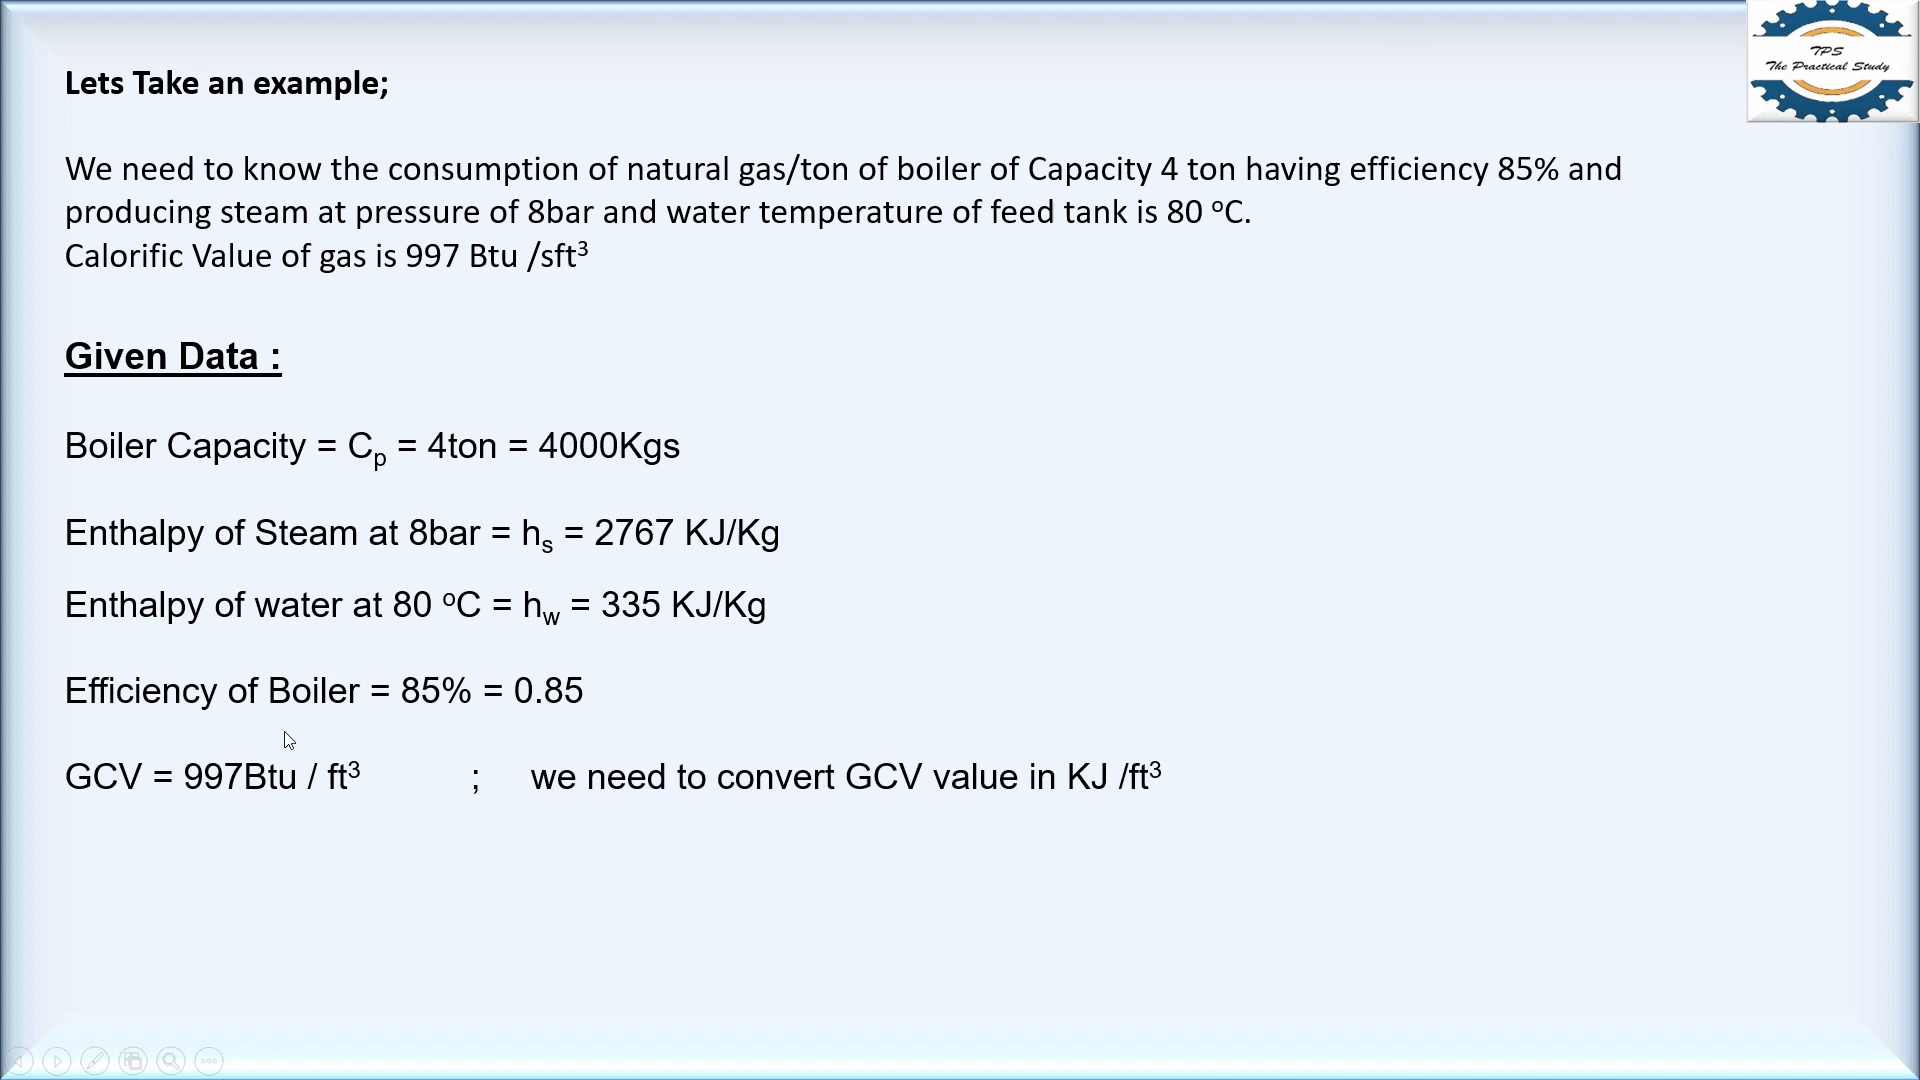 TPS
The Practical Study
Lets Take an example;
We need to know the consumption of natural gas/ton of boiler of Capacity 4 ton having efficiency 85% and
producing steam at pressure of 8bar and water temperature of feed tank is 80 ºC.
Calorific Value of gas is 997 Btu /sft³
Given Data :
Boiler Capacity = Cₚ = 4ton = 4000Kgs
Enthalpy of Steam at 8bar = hₛ = 2767 KJ/Kg
Enthalpy of water at 80 ºC = h_w = 335 KJ/Kg
Efficiency of Boiler = 85% = 0.85
GCV = 997Btu / ft³ ; we need to convert GCV value in KJ /ft³